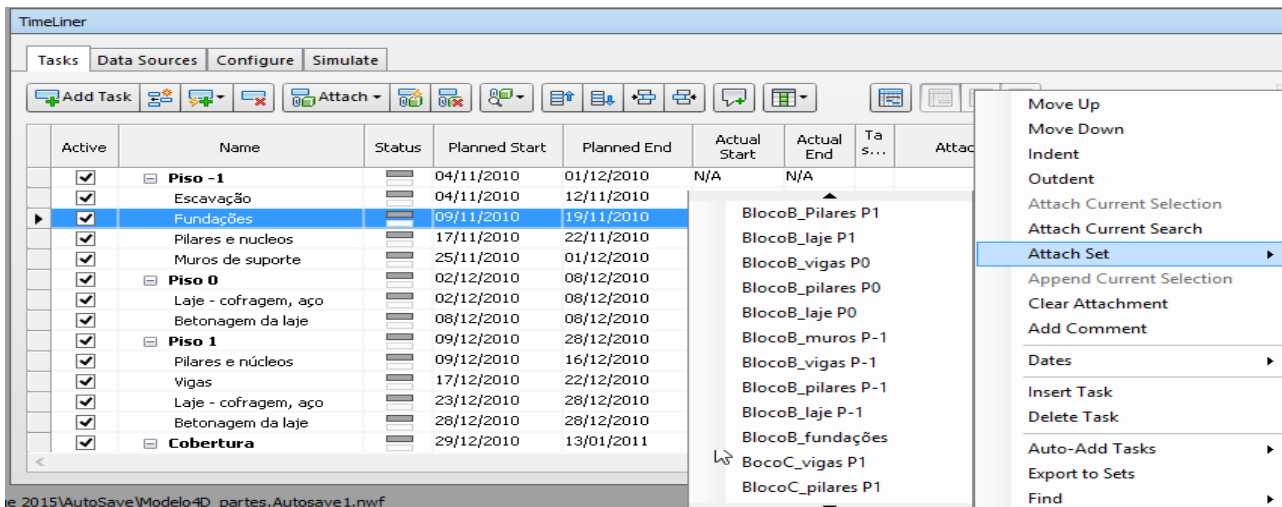 TimeLiner
Tasks Data Sources Configure Simulate
Add Task Attach
Active Name Status Planned Start Planned End Actual Start Actual End Ta s... Attac
Piso -1 04/11/2010 01/12/2010 N/A N/A
Escavação 04/11/2010 12/11/2010
Fundações 09/11/2010 19/11/2010
Pilares e nucleos 17/11/2010 22/11/2010
Muros de suporte 25/11/2010 01/12/2010
Piso 0 02/12/2010 08/12/2010
Laje - cofragem, aço 02/12/2010 08/12/2010
Betonagem da laje 08/12/2010 08/12/2010
Piso 1 09/12/2010 28/12/2010
Pilares e núcleos 09/12/2010 16/12/2010
Vigas 17/12/2010 22/12/2010
Laje - cofragem, aço 23/12/2010 28/12/2010
Betonagem da laje 28/12/2010 28/12/2010
Cobertura 29/12/2010 13/01/2011
BlocoB_Pilares P1
BlocoB_laje P1
BlocoB_vigas P0
BlocoB_pilares P0
BlocoB_laje P0
BlocoB_muros P-1
BlocoB_vigas P-1
BlocoB_pilares P-1
BlocoB_laje P-1
BlocoB_fundações
BocoC_vigas P1
BlocoC_pilares P1
Move Up
Move Down
Indent
Outdent
Attach Current Selection
Attach Current Search
Attach Set
Append Current Selection
Clear Attachment
Add Comment
Dates
Insert Task
Delete Task
Auto-Add Tasks
Export to Sets
Find
e 2015\AutoSave\Modelo4D_partes.Autosave1.nwf